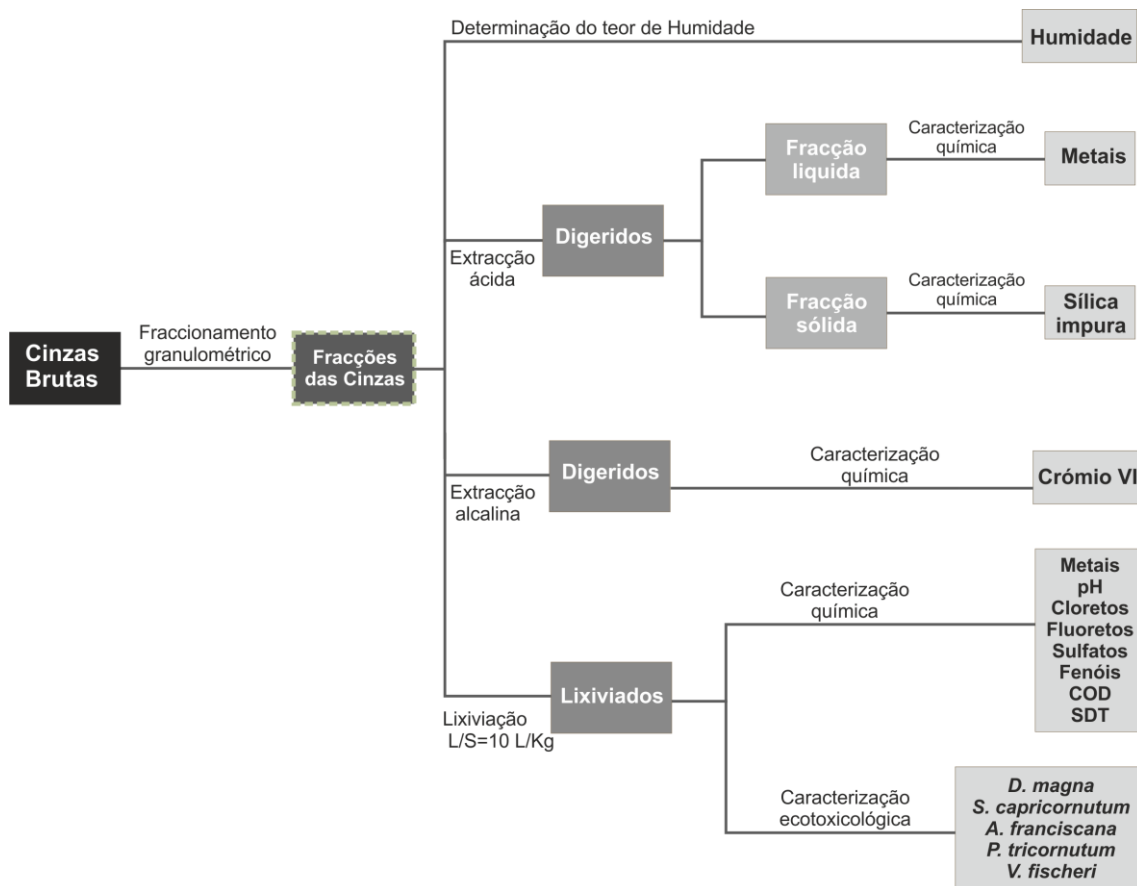 Determinação do teor de Humidade
Humidade
Fracção
liquida
Caracterização
química
Metais
Digeridos
Extracção
ácida
Fracção
sólida
Caracterização
química
Sílica
impura
Cinzas
Brutas
Fraccionamento
granulométrico
Fracções
das Cinzas
Digeridos
Extracção
alcalina
Caracterização
química
Crómio VI
Lixiviados
Lixiviação
L/S=10 L/Kg
Caracterização
química
Metais
pH
Cloretos
Fluoretos
Sulfatos
Fenóis
COD
SDT
Caracterização
ecotoxicológica
D. magna
S. capricornutum
A. franciscana
P. tricornutum
V. fischeri